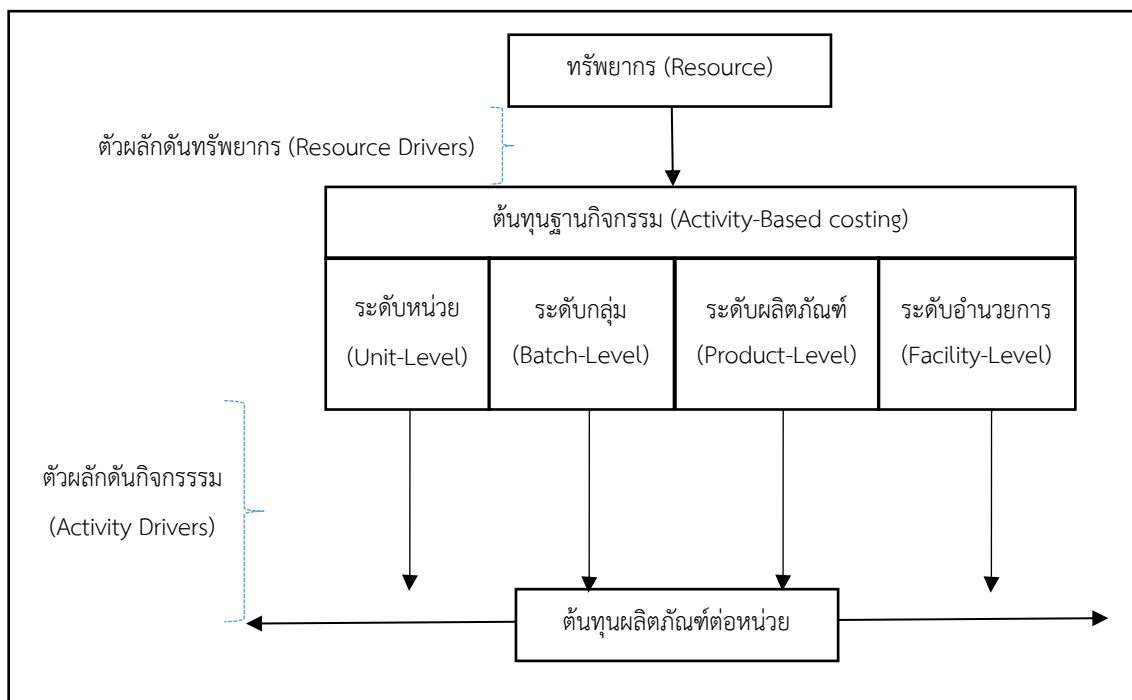 ทรัพยากร (Resource)
ตัวผลักดันทรัพยากร (Resource Drivers)
ต้นทุนฐานกิจกรรม (Activity-Based costing)
ระดับหน่วย
(Unit-Level)
ระดับกลุ่ม
(Batch-Level)
ระดับผลิตภัณฑ์
(Product-Level)
ระดับอำนวยการ
(Facility-Level)
ตัวผลักดันกิจกรรรม
(Activity Drivers)
ต้นทุนผลิตภัณฑ์ต่อหน่วย